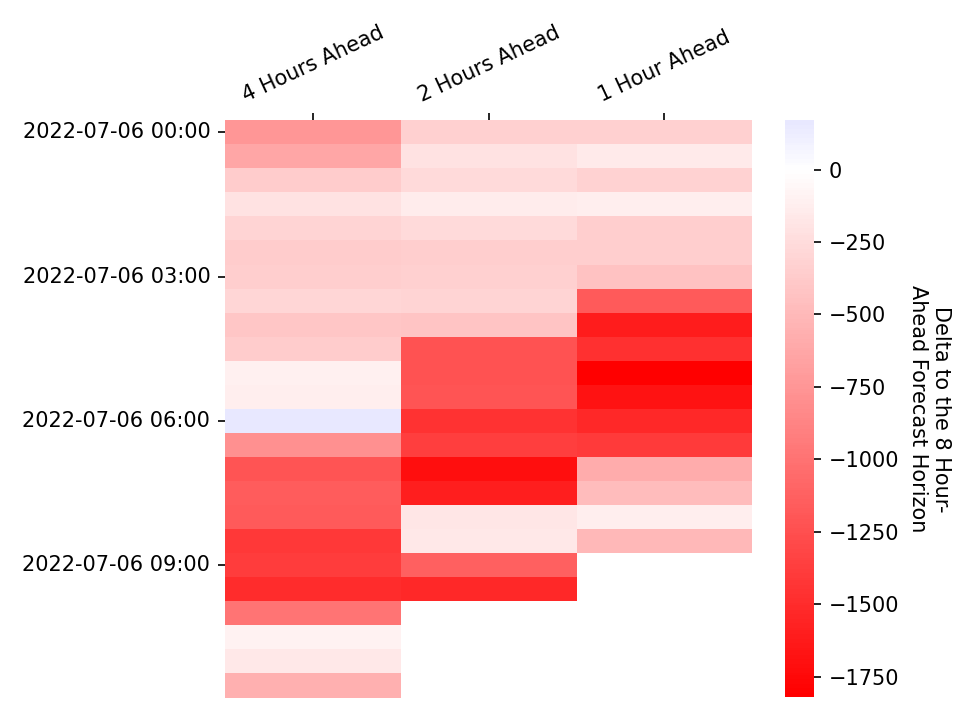 4 Hours Ahead
2 Hours Ahead
1 Hour Ahead
2022-07-06 00:00
2022-07-06 03:00
2022-07-06 06:00
2022-07-06 09:00
0
−250
−500
−750
−1000
−1250
−1500
−1750
Delta to the 8 Hour-
Ahead Forecast Horizon